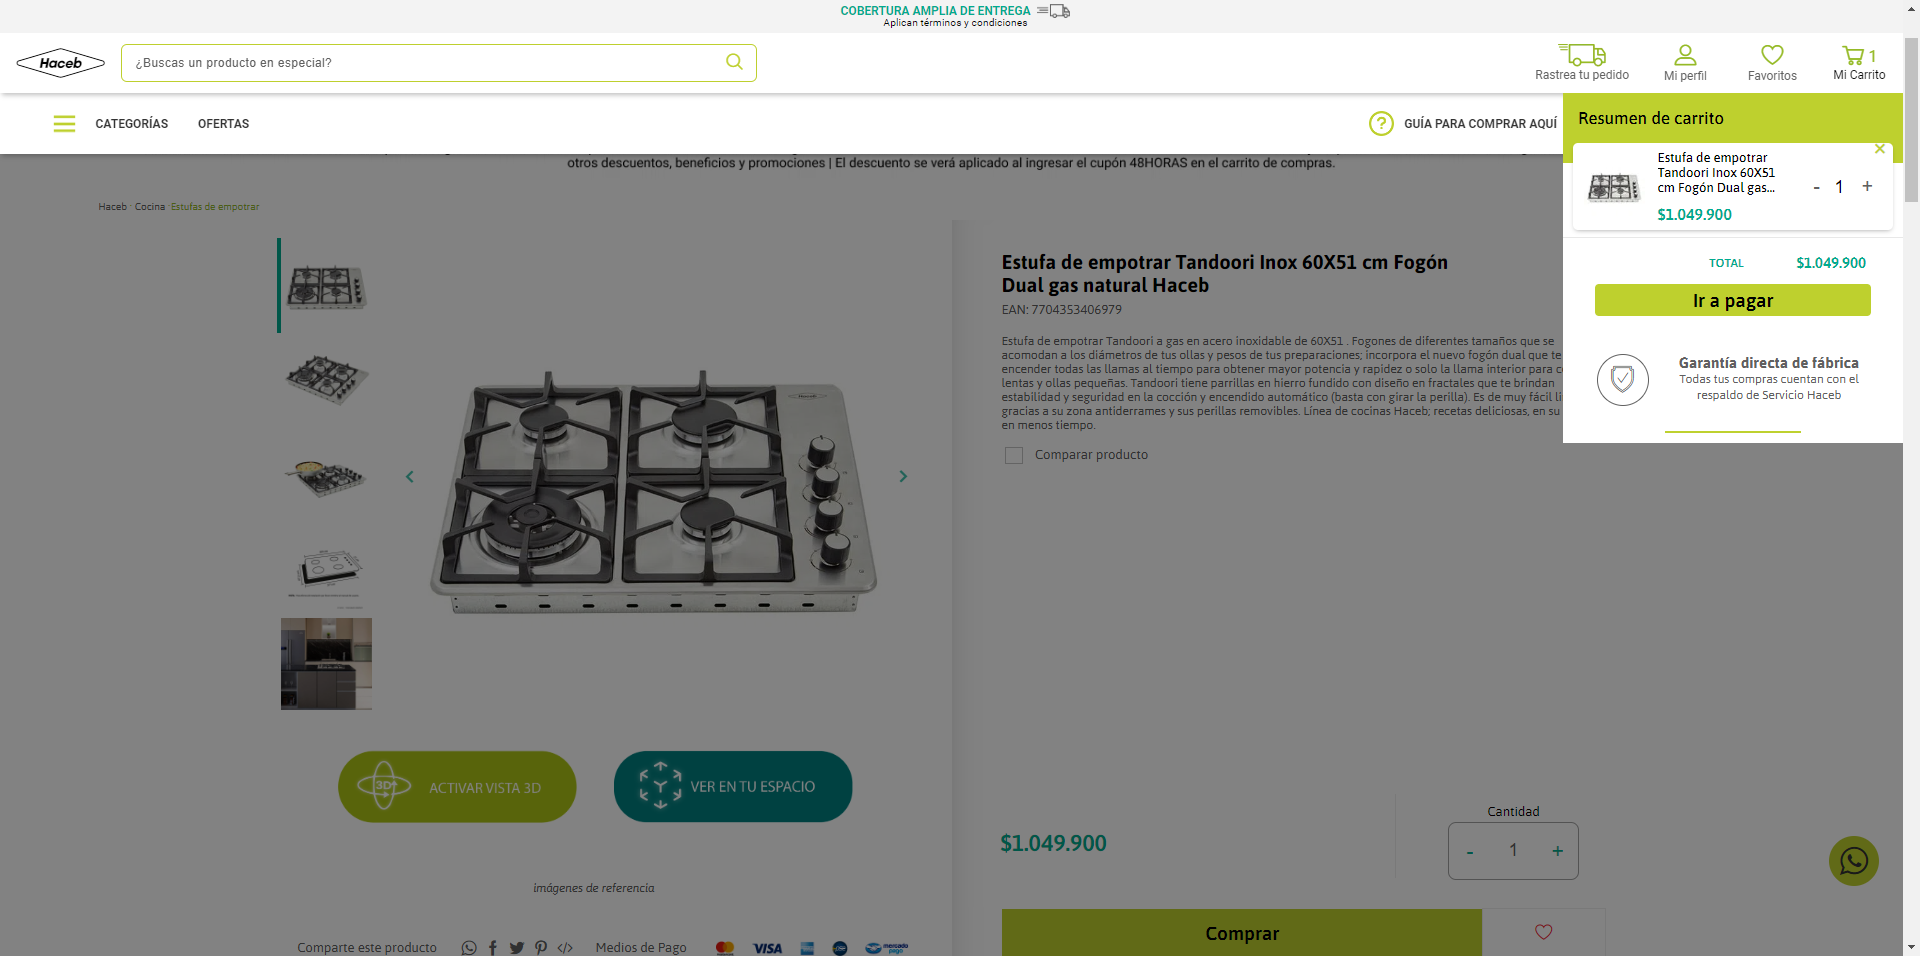 COBERTURA AMPLIA DE ENTREGA
Aplican términos y condiciones
Haceb
¿Buscas un producto en especial?
Rastrea tu pedido
Mi perfil
Favoritos
1
Mi Carrito
CATEGORÍAS
OFERTAS
GUÍA PARA COMPRAR AQUÍ
otros descuentos, beneficios y promociones | El descuento se verá aplicado al ingresar el cupón 48HORAS en el carrito de compras.
Resumen de carrito
Estufa de empotrar
Tandoori Inox 60X51
cm Fogón Dual gas...
- 1 +
$1.049.900
TOTAL $1.049.900
Ir a pagar
Garantía directa de fábrica
Todas tus compras cuentan con el
respaldo de Servicio Haceb
Haceb · Cocina · Estufas de empotrar
Estufa de empotrar Tandoori Inox 60X51 cm Fogón
Dual gas natural Haceb
EAN: 7704353406979
Estufa de empotrar Tandoori a gas en acero inoxidable de 60X51 . Fogones de diferentes tamaños que se
acomodan a los diámetros de tus ollas y pesos de tus preparaciones; incorpora el nuevo fogón dual que te
encender todas las llamas al tiempo para obtener mayor potencia y rapidez o solo la llama interior para
lentas y ollas pequeñas. Tandoori tiene parrillas en hierro fundido con diseño en fractales que te brindan
estabilidad y seguridad en la cocción y encendido automático (basta con girar la perilla). Es de muy fácil
gracias a su zona antiderrames y sus perillas removibles. Línea de cocinas Haceb; recetas deliciosas, en su
en menos tiempo.
Comparar producto
Haceb
3D
ACTIVAR VISTA 3D
VER EN TU ESPACIO
imágenes de referencia
Cantidad
$1.049.900
- 1 +
Comprar
Comparte este producto
Medios de Pago
VISA
mercado
pago